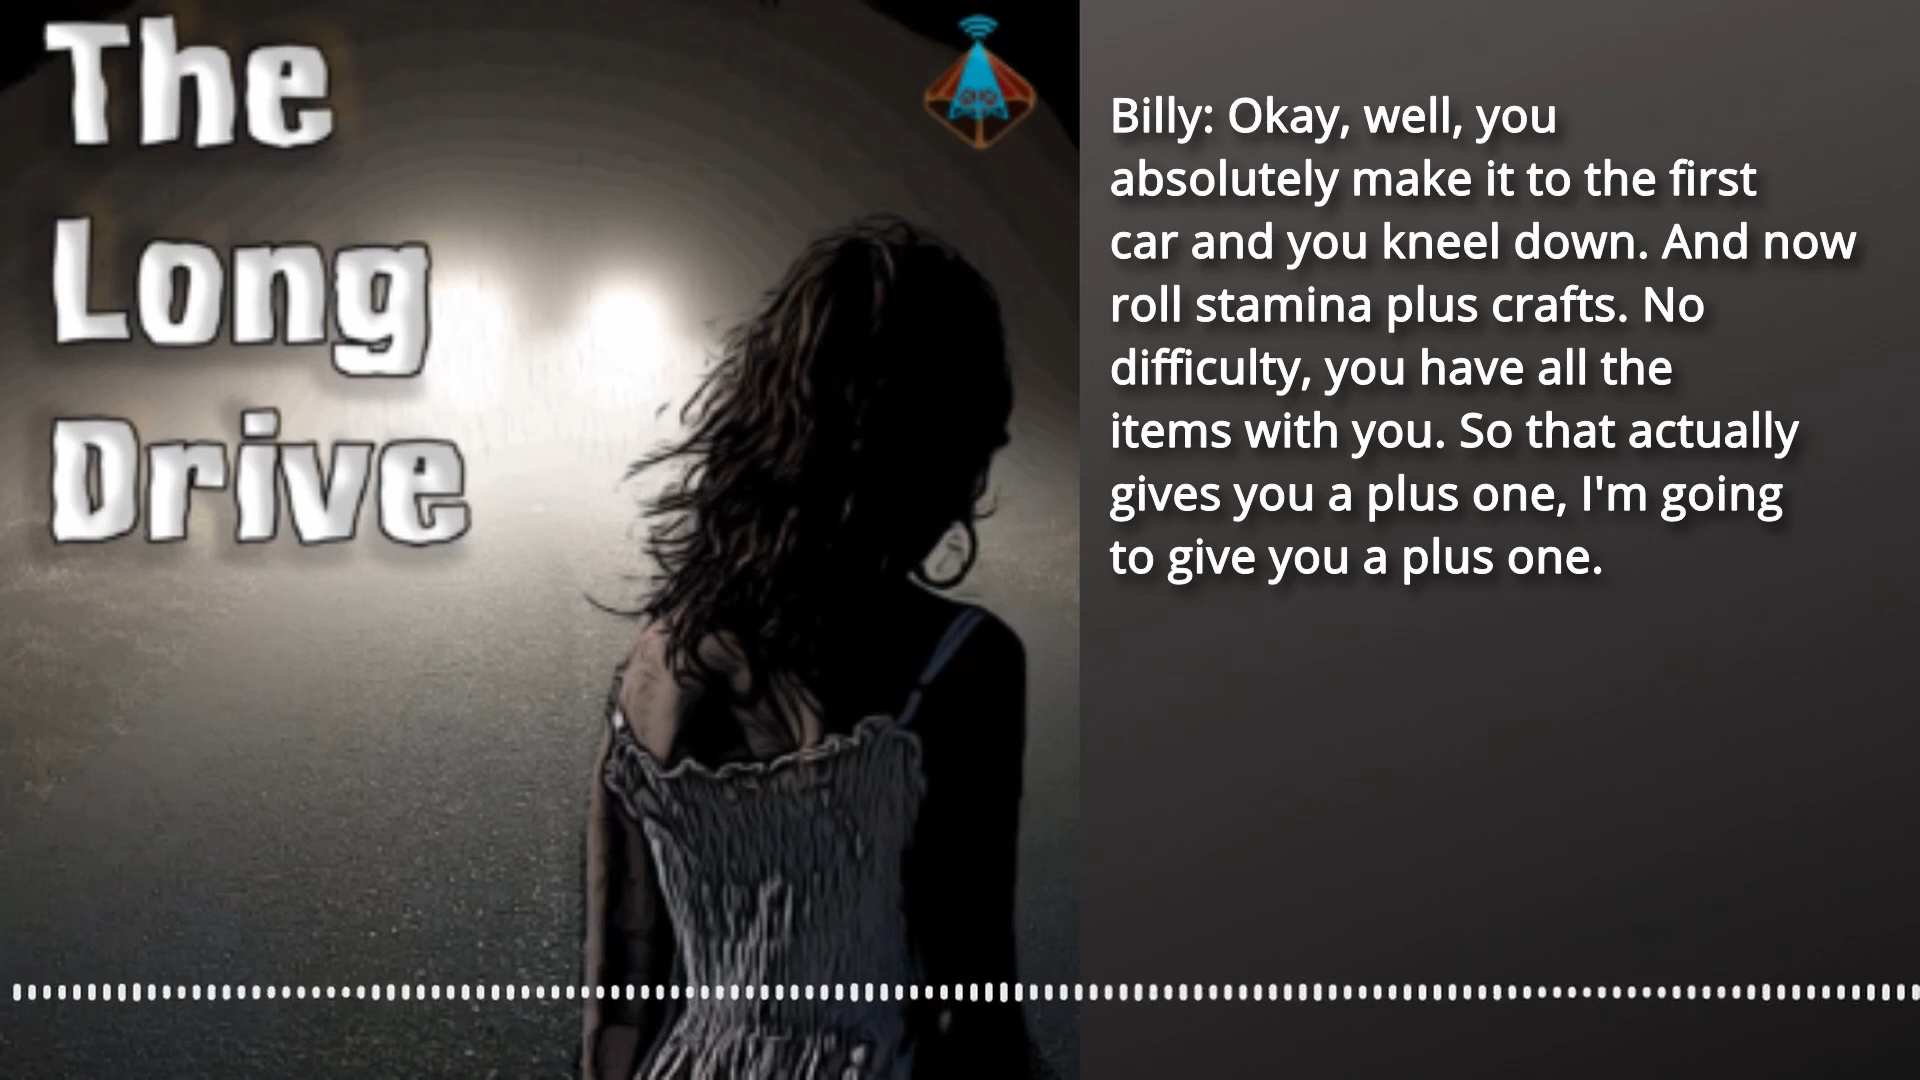 The
Long
Drive
Billy: Okay, well, you
absolutely make it to the first
car and you kneel down. And now
roll stamina plus crafts. No
difficulty, you have all the
items with you. So that actually
gives you a plus one, I'm going
to give you a plus one.